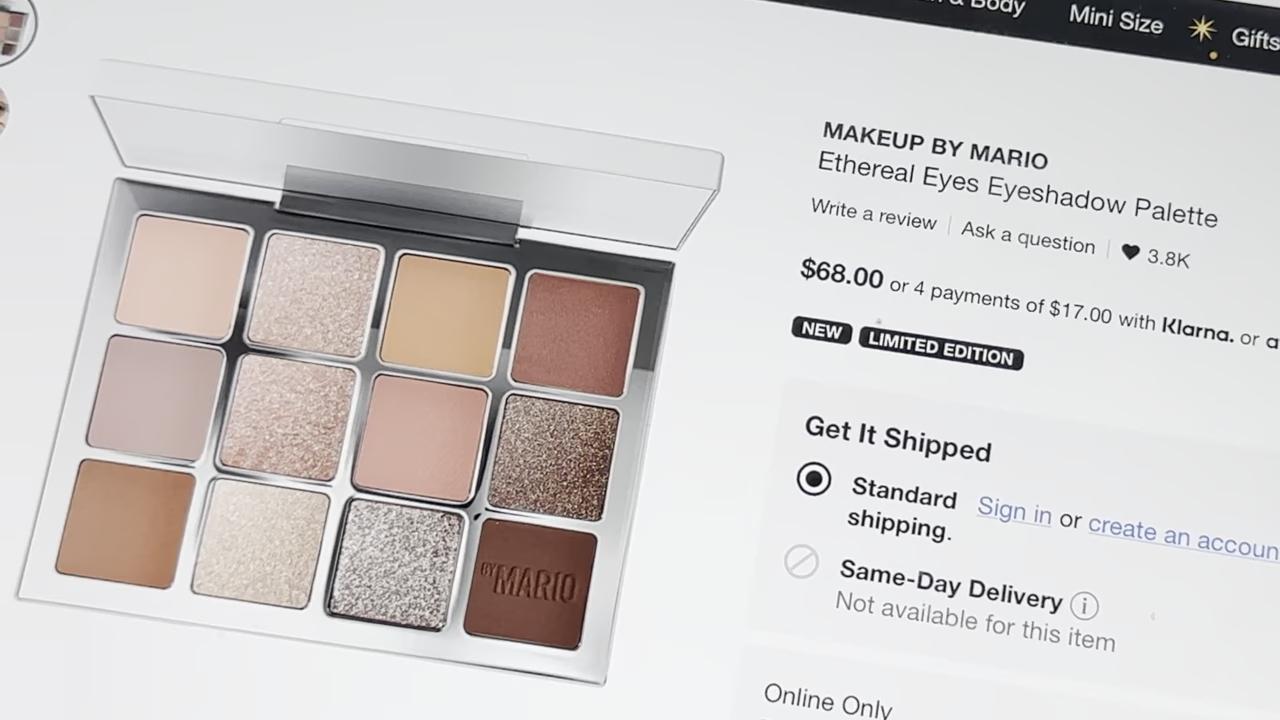 & Body
Mini Size
Gifts
MAKEUP BY MARIO
Ethereal Eyes Eyeshadow Palette
Write a review
Ask a question
3.8K
$68.00 or 4 payments of $17.00 with Klarna. or a
NEW
LIMITED EDITION
Get It Shipped
Standard
shipping.
Sign in or create an accoun
Same-Day Delivery
Not available for this item
BY MARIO
Online Only